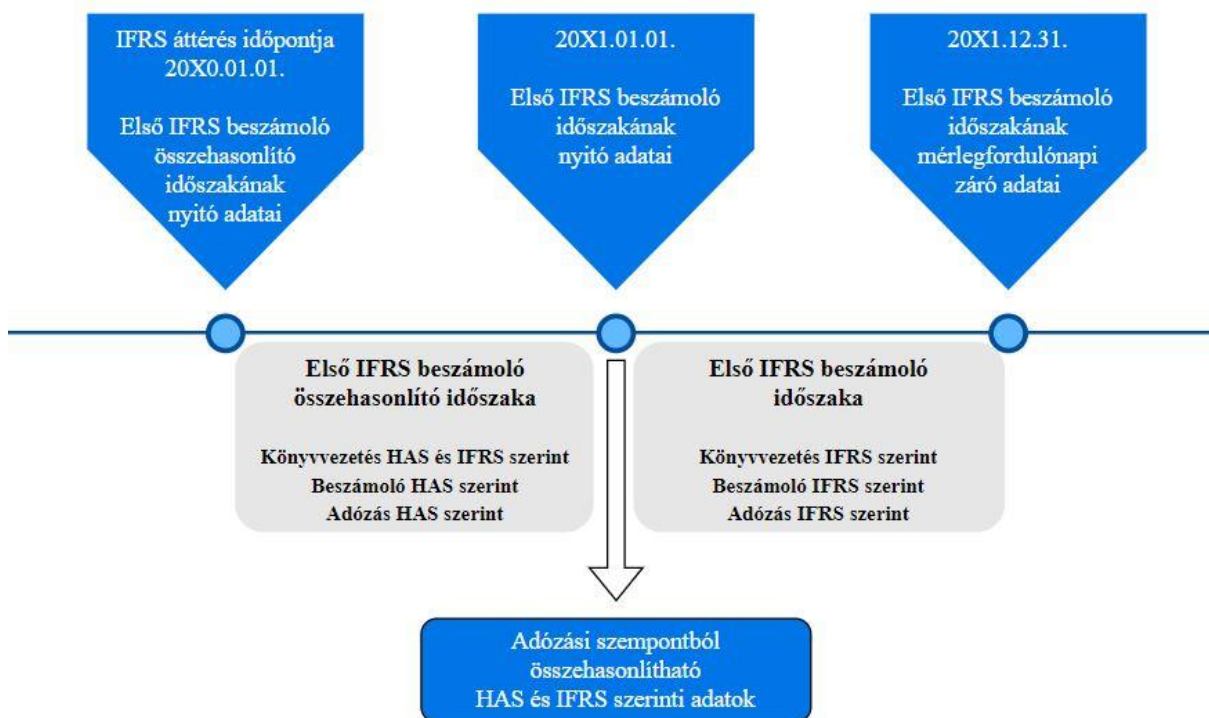 IFRS áttérés időpontja
20X0.01.01.
Első IFRS beszámoló
összehasonlító
időszakának
nyitó adatai
20X1.01.01.
Első IFRS beszámoló
időszakának
nyitó adatai
20X1.12.31.
Első IFRS beszámoló
időszakának
mérlegfordulónapi
záró adatai
Első IFRS beszámoló
összehasonlító időszaka
Könyvvezetés HAS és IFRS szerint
Beszámoló HAS szerint
Adózás HAS szerint
Első IFRS beszámoló
időszaka
Könyvvezetés IFRS szerint
Beszámoló IFRS szerint
Adózás IFRS szerint
Adózási szempontból
összehasonlítható
HAS és IFRS szerinti adatok